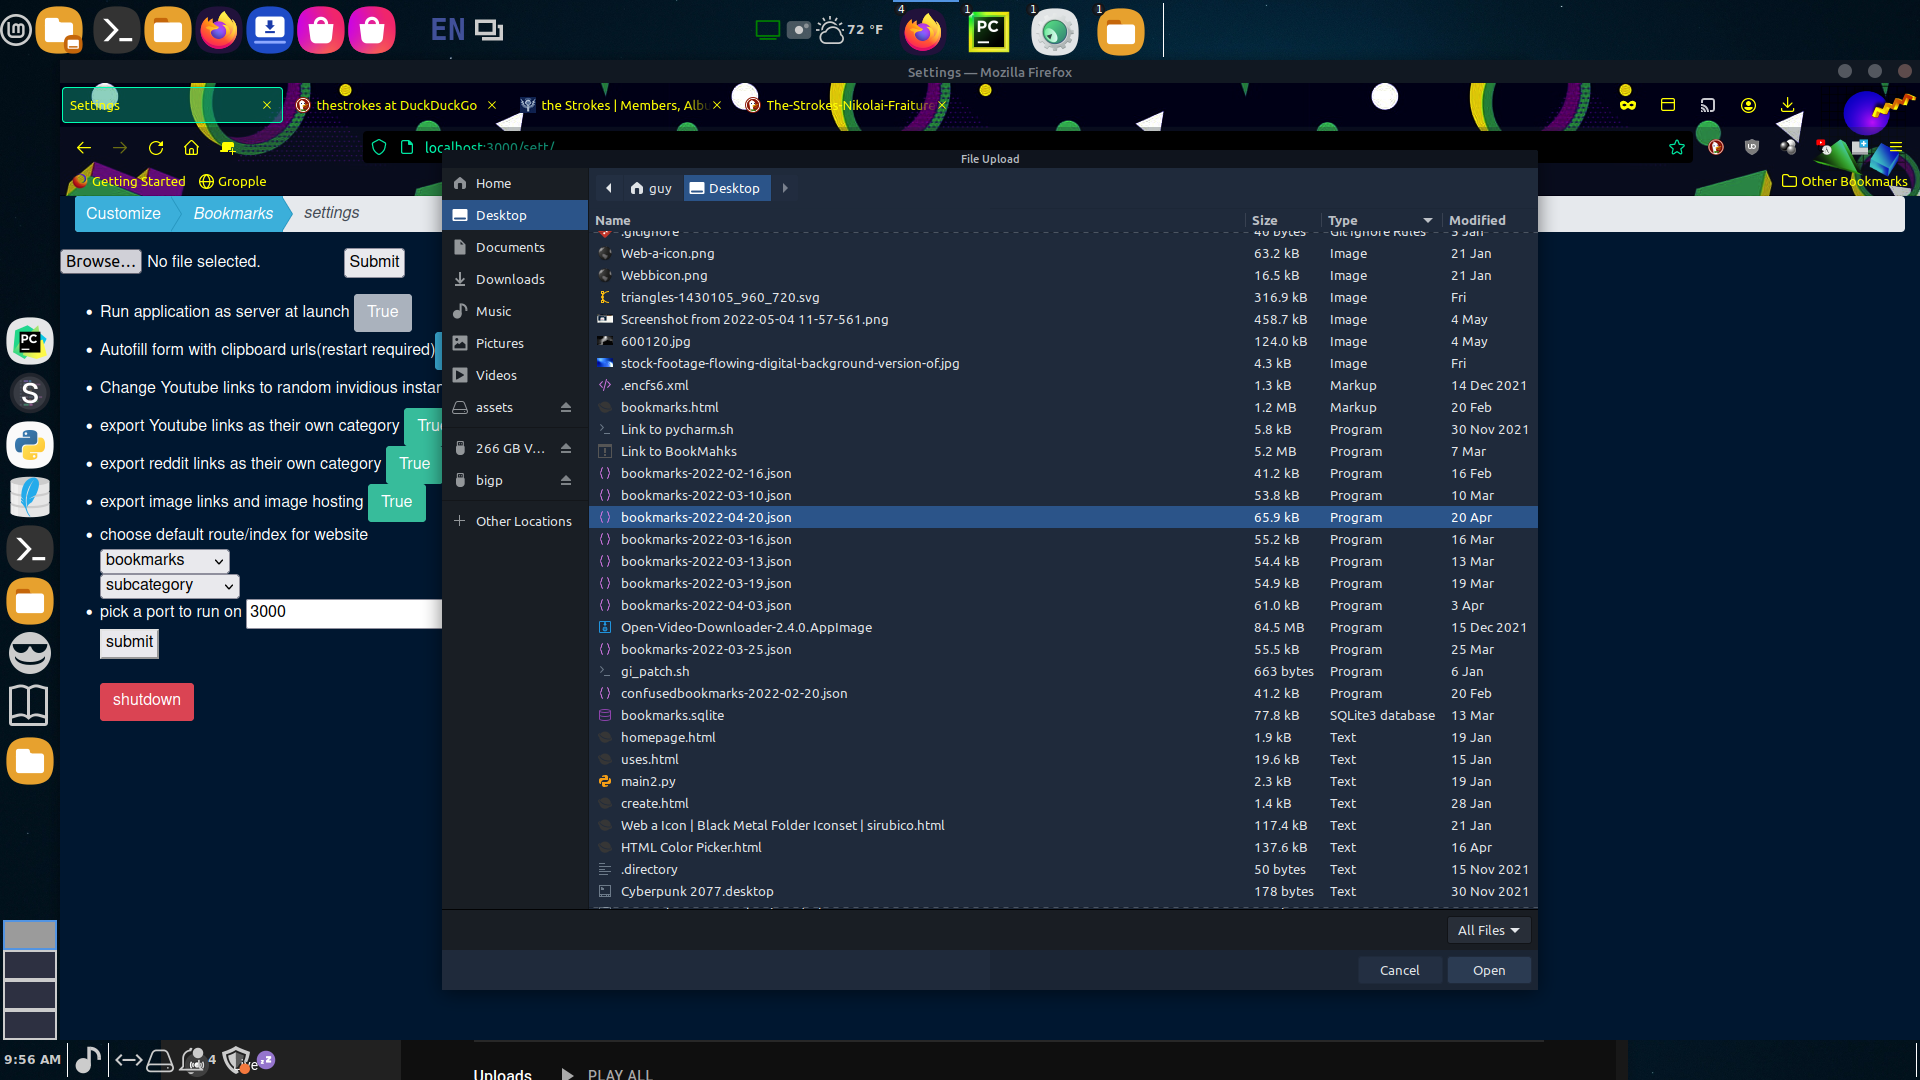 EN
72 °F
4
1
1
1
PC
Settings — Mozilla Firefox
Settings
thestrokes at DuckDuckGo
the Strokes | Members, Albu
The-Strokes-Nikolai-Fraiture
localhost:3000/sett/
Getting Started
Gropple
Other Bookmarks
Customize
Bookmarks
settings
Browse...
No file selected.
Submit
Run application as server at launch True
Autofill form with clipboard urls(restart required)
Change Youtube links to random invidious instan
export Youtube links as their own category Tru
export reddit links as their own category True
export image links and image hosting True
choose default route/index for website
bookmarks
subcategory
pick a port to run on 3000
submit
shutdown
File Upload
Home
Desktop
Documents
Downloads
Music
Pictures
Videos
assets
266 GB V...
bigp
Other Locations
guy
Desktop
Name Size Type Modified
.gitignore 40 bytes Git Ignore Rules 5 Jan
Web-a-icon.png 63.2 kB Image 21 Jan
Webbicon.png 16.5 kB Image 21 Jan
triangles-1430105_960_720.svg 316.9 kB Image Fri
Screenshot from 2022-05-04 11-57-561.png 458.7 kB Image 4 May
600120.jpg 124.0 kB Image 4 May
stock-footage-flowing-digital-background-version-of.jpg 4.3 kB Image Fri
.encfs6.xml 1.3 kB Markup 14 Dec 2021
bookmarks.html 1.2 MB Markup 20 Feb
Link to pycharm.sh 5.8 kB Program 30 Nov 2021
Link to BookMahks 5.2 MB Program 7 Mar
bookmarks-2022-02-16.json 41.2 kB Program 16 Feb
bookmarks-2022-03-10.json 53.8 kB Program 10 Mar
bookmarks-2022-04-20.json 65.9 kB Program 20 Apr
bookmarks-2022-03-16.json 55.2 kB Program 16 Mar
bookmarks-2022-03-13.json 54.4 kB Program 13 Mar
bookmarks-2022-03-19.json 54.9 kB Program 19 Mar
bookmarks-2022-04-03.json 61.0 kB Program 3 Apr
Open-Video-Downloader-2.4.0.AppImage 84.5 MB Program 15 Dec 2021
bookmarks-2022-03-25.json 55.5 kB Program 25 Mar
gi_patch.sh 663 bytes Program 6 Jan
confusedbookmarks-2022-02-20.json 41.2 kB Program 20 Feb
bookmarks.sqlite 77.8 kB SQLite3 database 13 Mar
homepage.html 1.9 kB Text 19 Jan
uses.html 19.6 kB Text 15 Jan
main2.py 2.3 kB Text 19 Jan
create.html 1.4 kB Text 28 Jan
Web a Icon | Black Metal Folder Iconset | sirubico.html 117.4 kB Text 21 Jan
HTML Color Picker.html 137.6 kB Text 16 Apr
.directory 50 bytes Text 15 Nov 2021
Cyberpunk 2077.desktop 178 bytes Text 30 Nov 2021
All Files
Cancel
Open
PC
S
9:56 AM
4
Uploads
PLAY ALL